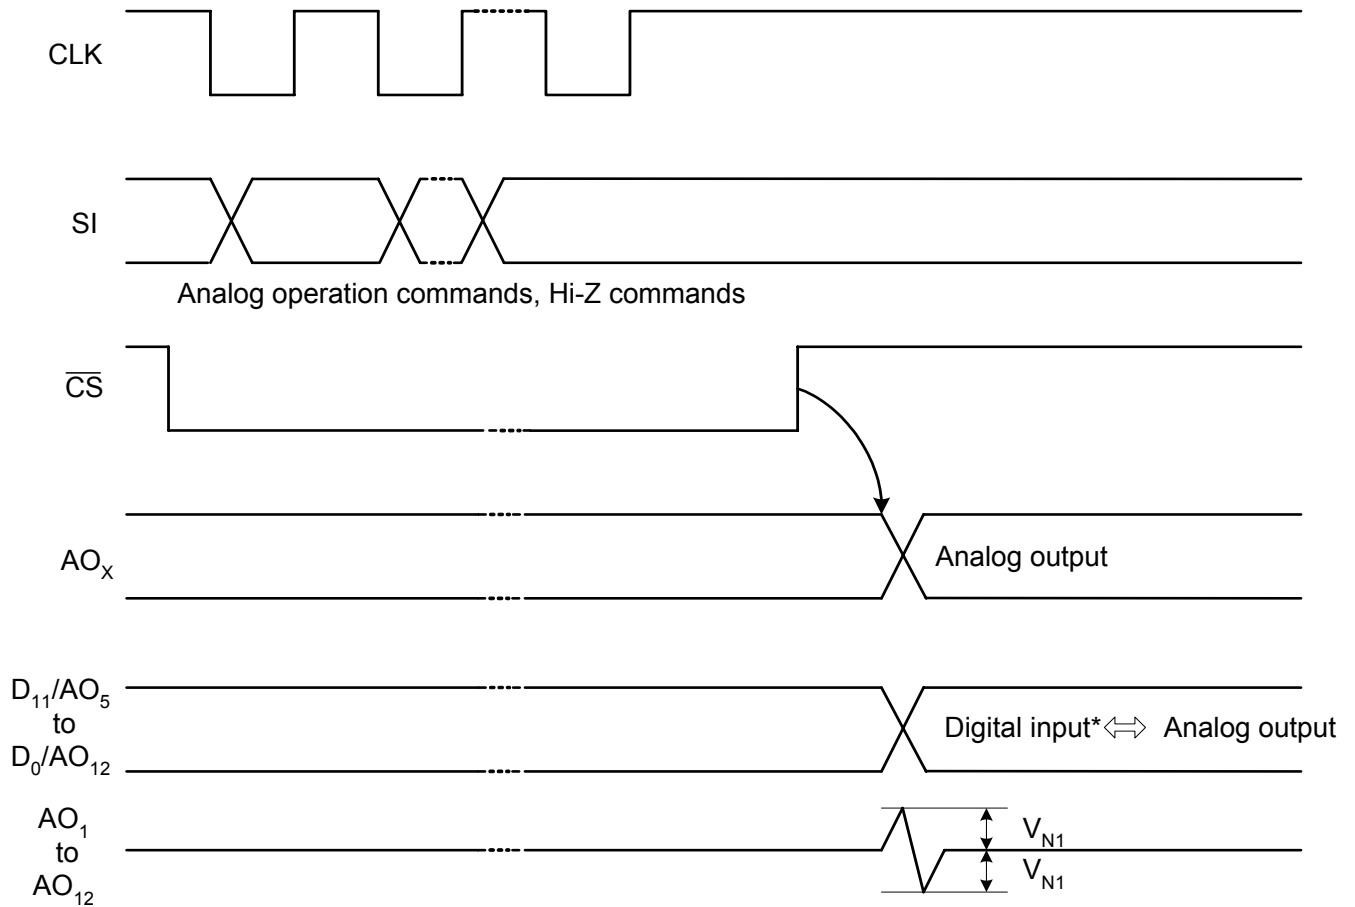 CLK
SI
Analog operation commands, Hi-Z commands
CS
AOX
Analog output
D11/AO5
to
D0/AO12
Digital input* ⇔ Analog output
AO1
to
AO12
VN1
VN1